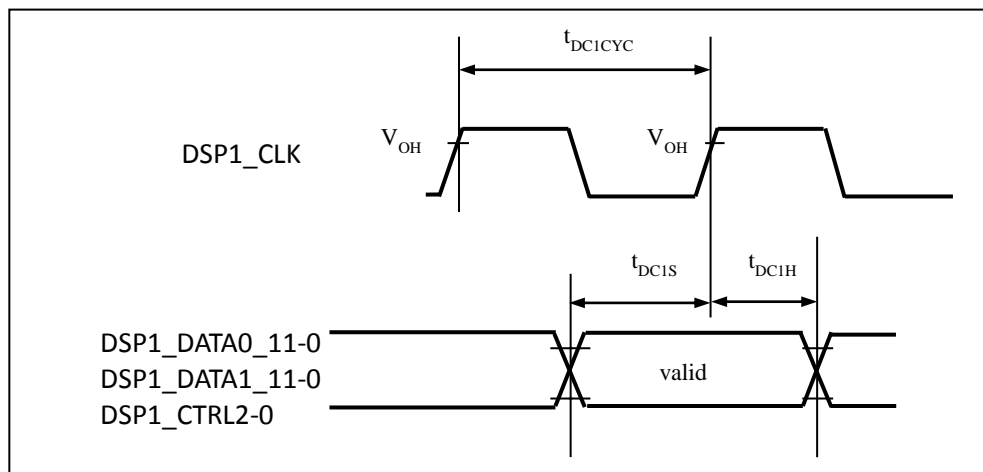 tDC1CYC
VOH
VOH
DSP1_CLK
tDC1S
tDC1H
DSP1_DATA0_11-0
DSP1_DATA1_11-0
valid
DSP1_CTRL2-0